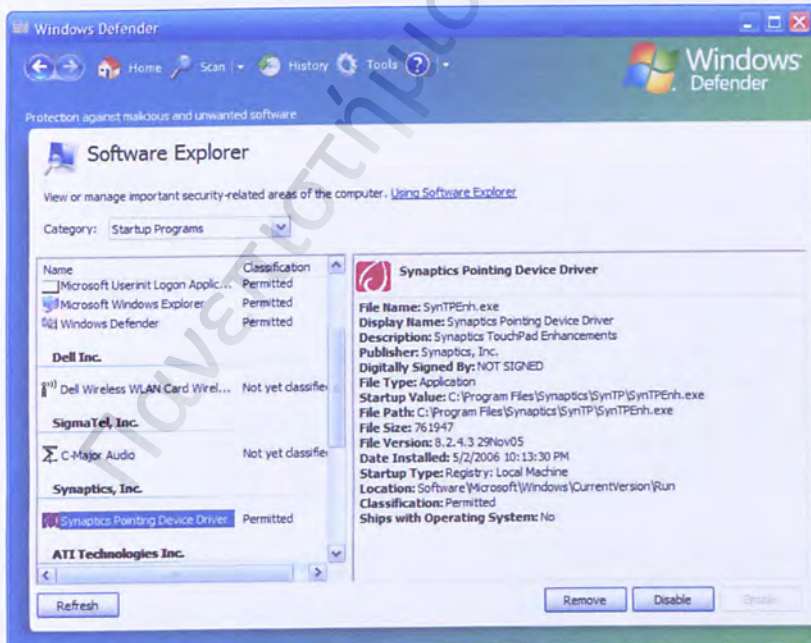 Windows Defender
Home Scan History Tools ?
Windows
Defender
Protection against malicious and unwanted software
Software Explorer
View or manage important security-related areas of the computer. Using Software Explorer
Category: Startup Programs
Name Classification
Microsoft Userinit Logon Applic... Permitted
Microsoft Windows Explorer Permitted
Windows Defender Permitted
Dell Inc.
Dell Wireless WLAN Card Wirel... Not yet classifie
SigmaTel, Inc.
C-Major Audio Not yet classifie
Synaptics, Inc.
Synaptics Pointing Device Driver Permitted
ATI Technologies Inc.
Refresh
Synaptics Pointing Device Driver
File Name: SynTPEnh.exe
Display Name: Synaptics Pointing Device Driver
Description: Synaptics TouchPad Enhancements
Publisher: Synaptics, Inc.
Digitally Signed By: NOT SIGNED
File Type: Application
Startup Value: C:\Program Files\Synaptics\SynTP\SynTPEnh.exe
File Path: C:\Program Files\Synaptics\SynTP\SynTPEnh.exe
File Size: 761947
File Version: 8.2.4.3 29Nov05
Date Installed: 5/2/2006 10:13:30 PM
Startup Type: Registry: Local Machine
Location: Software\Microsoft\Windows\CurrentVersion\Run
Classification: Permitted
Ships with Operating System: No
Remove Disable Enable
Πανεπιστήμιο